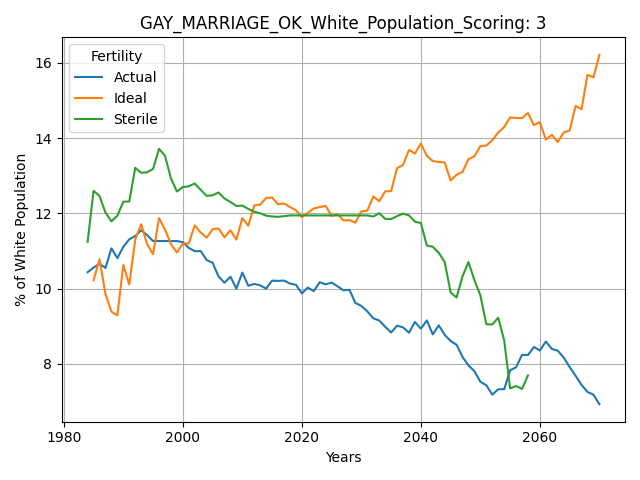 GAY_MARRIAGE_OK_White_Population_Scoring: 3
Fertility
Actual
Ideal
Sterile
% of White Population
16
14
12
10
8
1980
2000
2020
2040
2060
Years